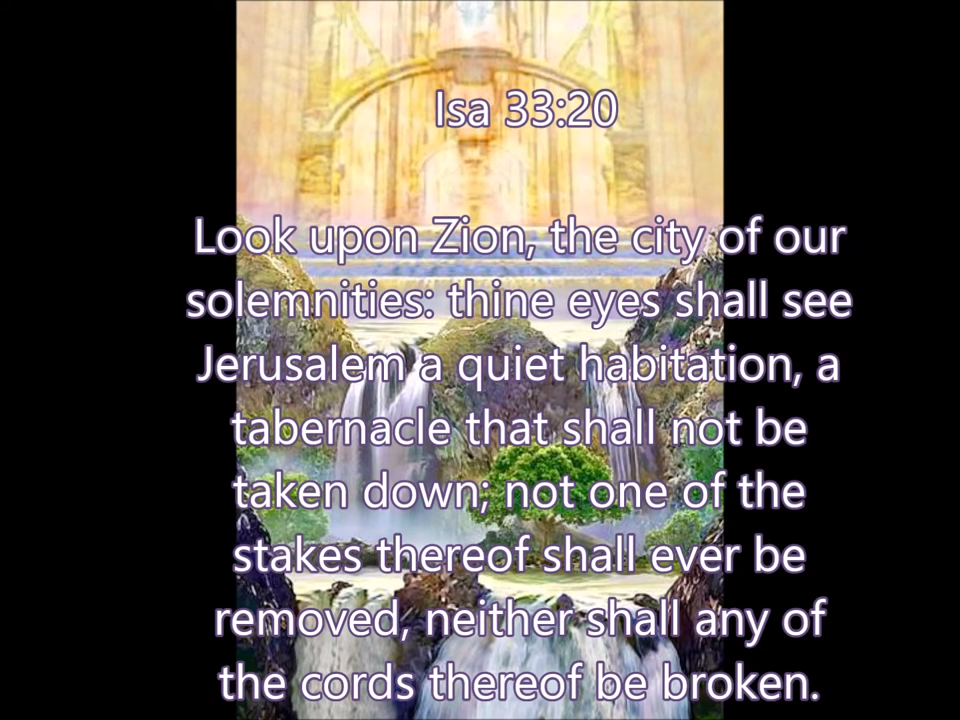 Isa 33:20
Look upon Zion, the city of our
solemnities: thine eyes shall see
Jerusalem a quiet habitation, a
tabernacle that shall not be
taken down; not one of the
stakes thereof shall ever be
removed, neither shall any of
the cords thereof be broken.